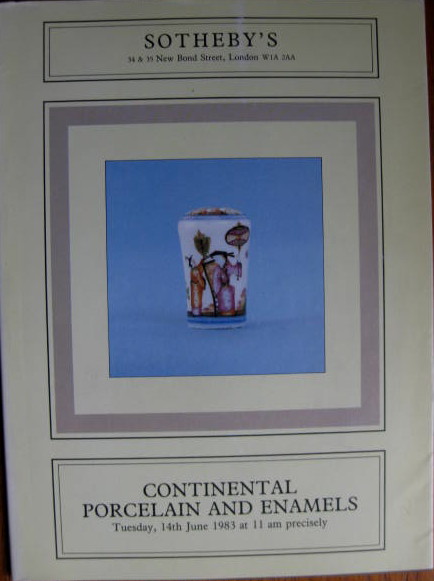 SOTHEBY'S
34 & 35 New Bond Street, London W1A 2AA
CONTINENTAL
PORCELAIN AND ENAMELS
Tuesday, 14th June 1983 at 11 am precisely